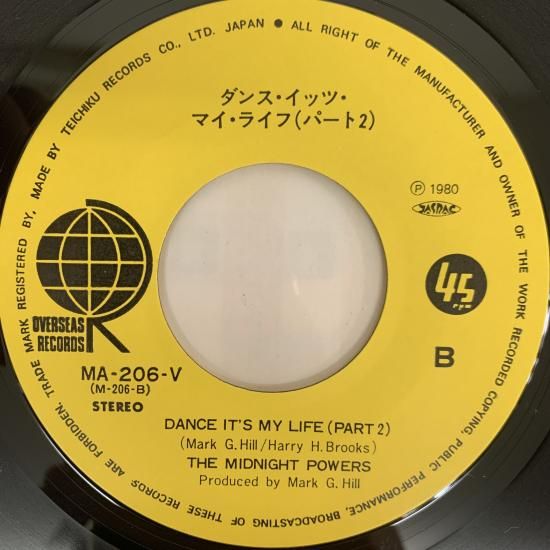 TRADE MARK REGISTERED BY, MADE BY TEICHIKU RECORDS CO., LTD. JAPAN ● ALL RIGHT OF THE MANUFACTURER AND OWNER OF THE WORK RECORDED COPYING, PUBLIC PERFORMANCE, BROADCASTING OF THESE RECORDS ARE FORBIDDEN.
ダンス・イッツ・
マイ・ライフ(パート2)
Ⓟ 1980
JASRAC
OVERSEAS
RECORDS
45
rpm
B
MA-206-V
(M-206-B)
STEREO
DANCE IT'S MY LIFE (PART 2)
(Mark G. Hill/Harry H. Brooks)
THE MIDNIGHT POWERS
Produced by Mark G. Hill